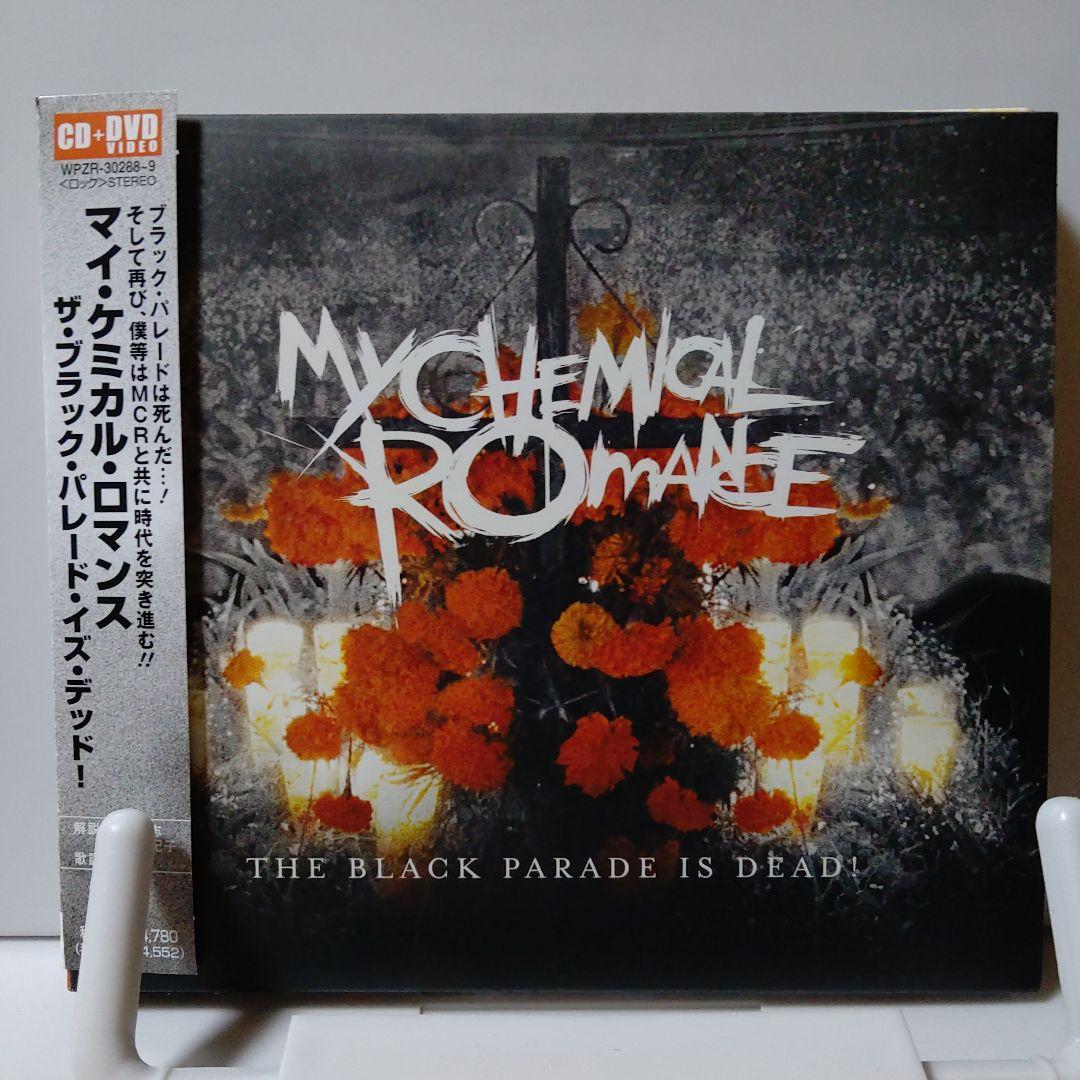 CD+DVD
VIDEO
WPZR-30288~9
<ロック>STEREO
ブラック・パレードは死んだ…!
そして再び、僕等はMCRと共に時代を突き進む!!
マイ・ケミカル・ロマンス
ザ・ブラック・パレード・イズ・デッド!
解説
歌
4,780
4,552)
MY CHEMICAL
ROMANCE
THE BLACK PARADE IS DEAD!